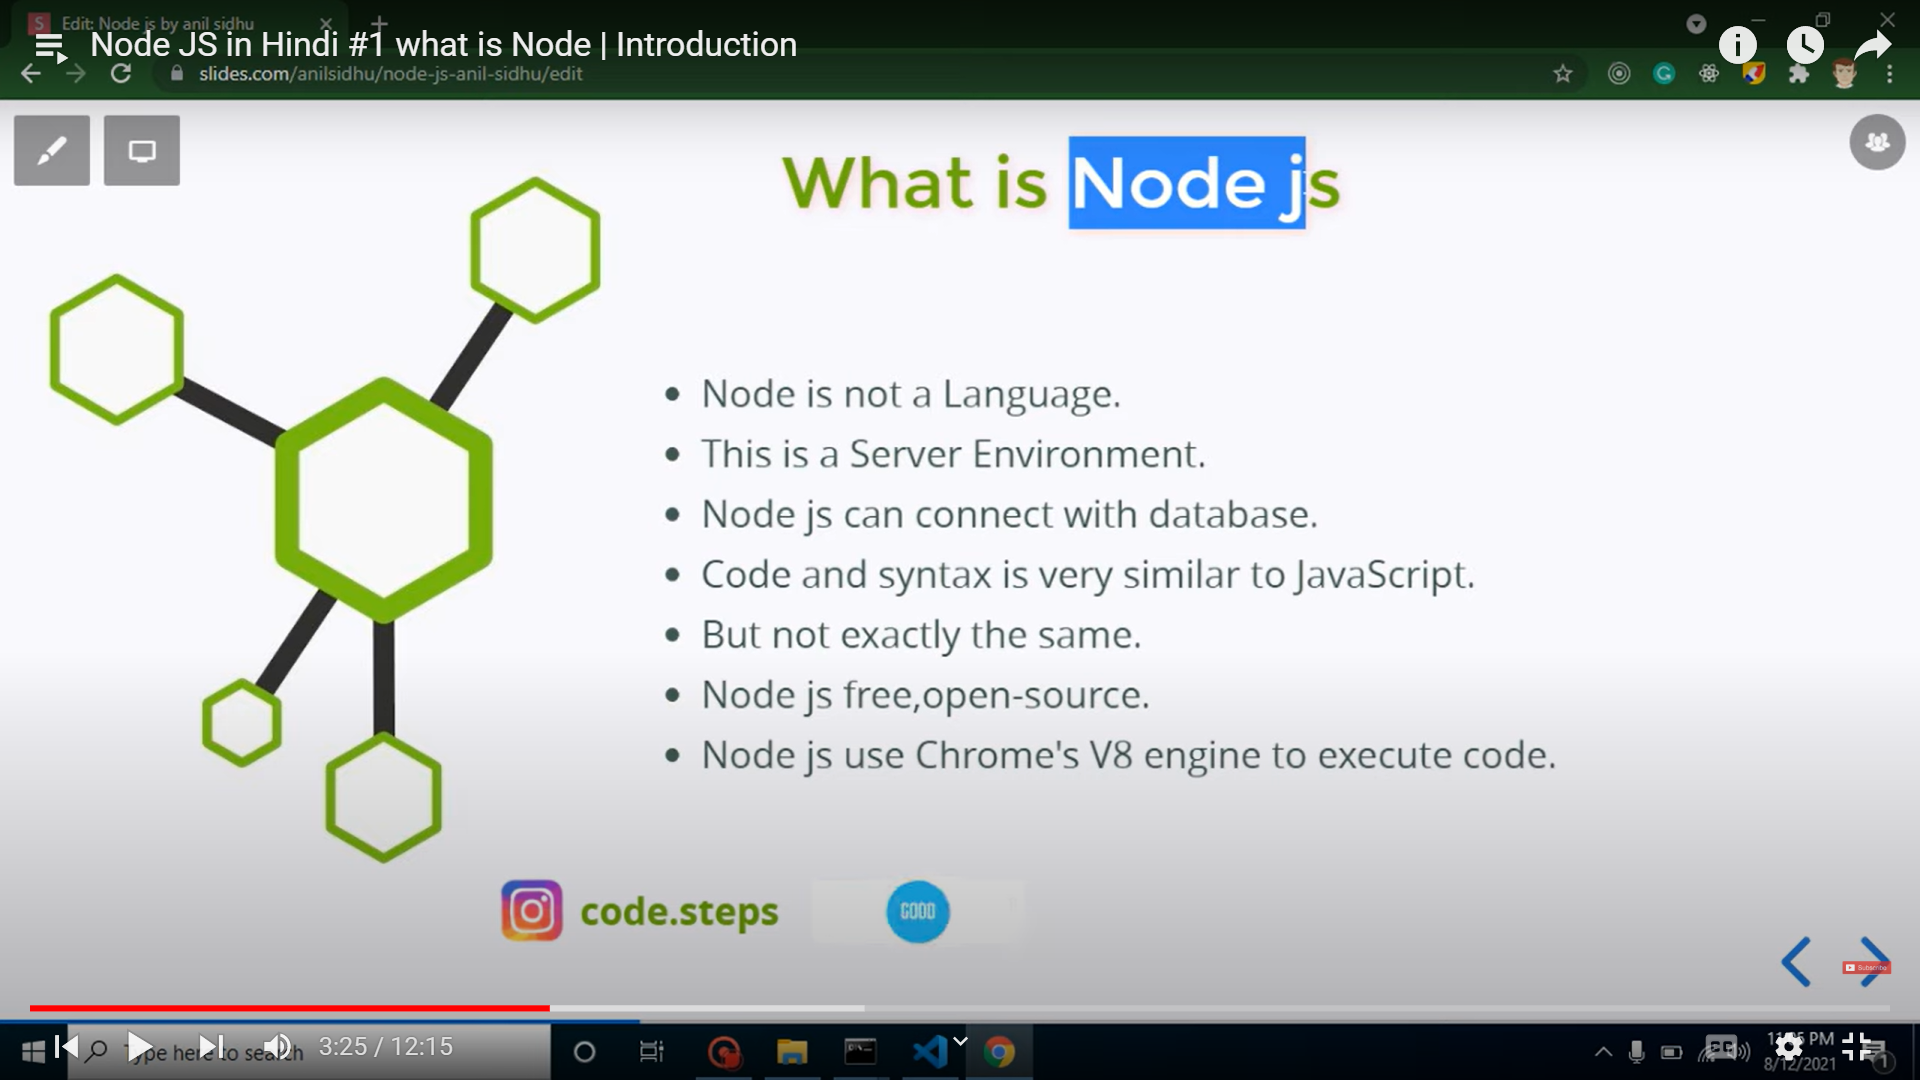 Edit: Node js by anil sidhu
Node JS in Hindi #1 what is Node | Introduction
slides.com/anilsidhu/node-js-anil-sidhu/edit
What is Node js
Node is not a Language.
This is a Server Environment.
Node js can connect with database.
Code and syntax is very similar to JavaScript.
But not exactly the same.
Node js free,open-source.
Node js use Chrome's V8 engine to execute code.
code.steps
Subscribe
Type here to search
3:25 / 12:15
PM
8/12/2021
1